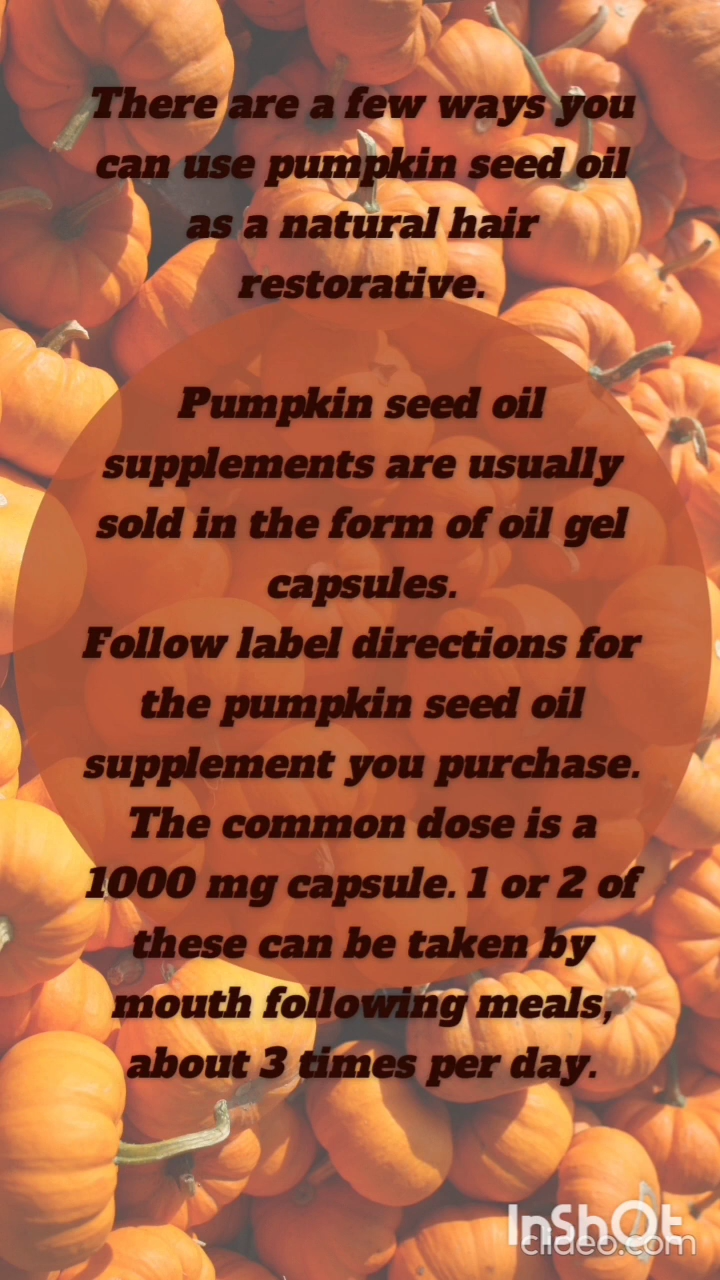 There are a few ways you
can use pumpkin seed oil
as a natural hair
restorative.
Pumpkin seed oil
supplements are usually
sold in the form of oil gel
capsules.
Follow label directions for
the pumpkin seed oil
supplement you purchase.
The common dose is a
1000 mg capsule. 1 or 2 of
these can be taken by
mouth following meals,
about 3 times per day.
InShOt
clideo.com